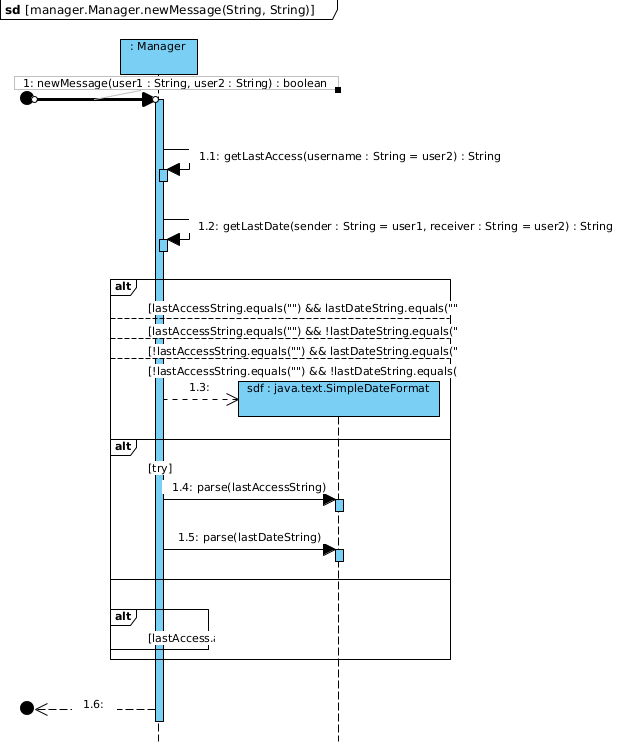 sd [manager.Manager.newMessage(String, String)]
: Manager
1: newMessage(user1 : String, user2 : String) : boolean
1.1: getLastAccess(username : String = user2) : String
1.2: getLastDate(sender : String = user1, receiver : String = user2) : String
alt
[lastAccessString.equals("") && lastDateString.equals(""
[lastAccessString.equals("") && !lastDateString.equals("
[!lastAccessString.equals("") && lastDateString.equals("
[!lastAccessString.equals("") && !lastDateString.equals(
1.3:
sdf : java.text.SimpleDateFormat
alt
[try]
1.4: parse(lastAccessString)
1.5: parse(lastDateString)
alt
[lastAccess.
1.6: